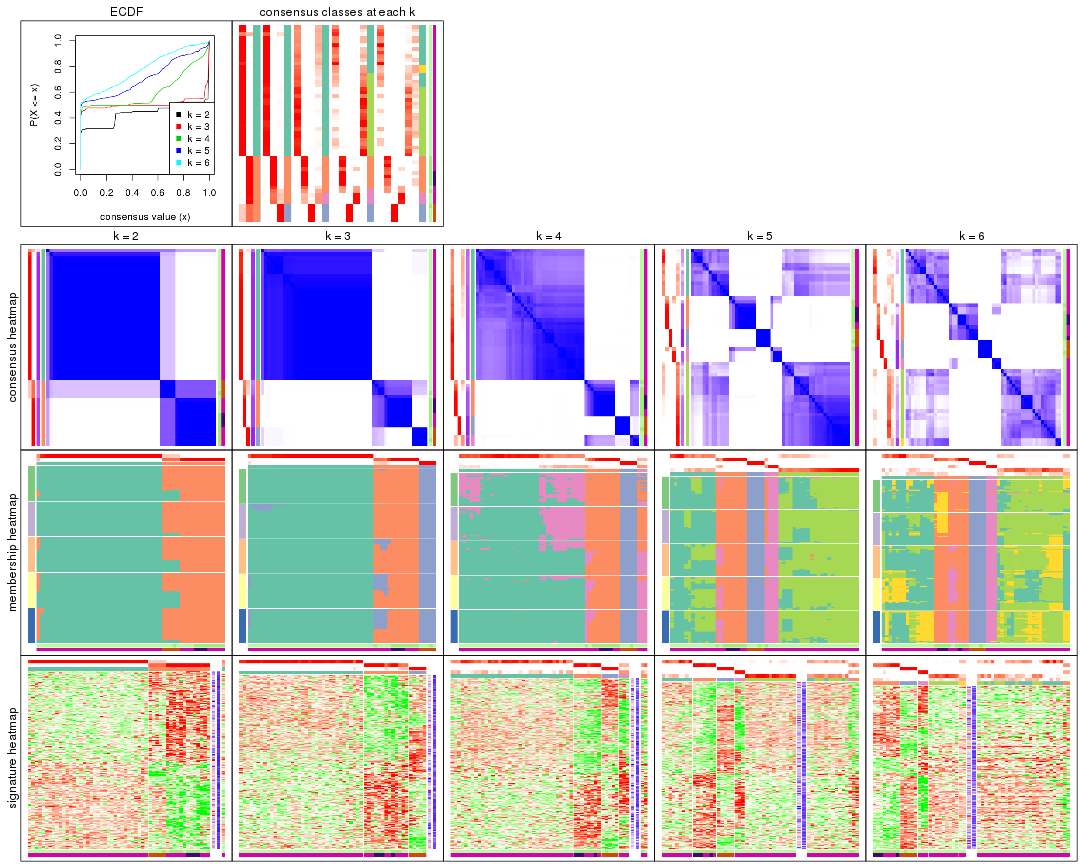 ECDF
consensus classes at each k
P(X <= x)
0.0
0.2
0.4
0.6
0.8
1.0
k = 2
k = 3
k = 4
k = 5
k = 6
0.0 0.2 0.4 0.6 0.8 1.0
consensus value (x)
k = 2
k = 3
k = 4
k = 5
k = 6
consensus heatmap
membership heatmap
signature heatmap